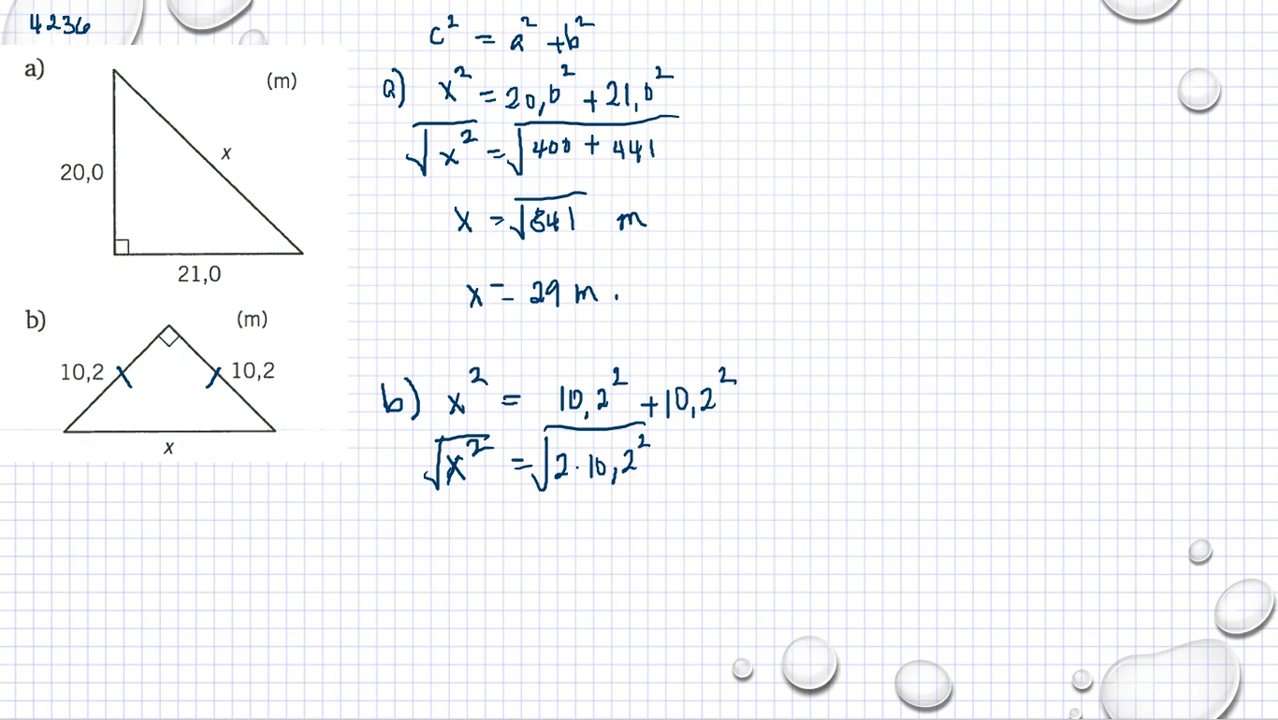 4236
a)
(m)
20,0
x
21,0
b)
(m)
10,2
10,2
x
c² = a² + b²
a) x² = 20,0² + 21,0²
√x² = √400 + 441
x = √841 m
x = 29 m.
b) x² = 10,2² + 10,2²
√x² = √2·10,2²